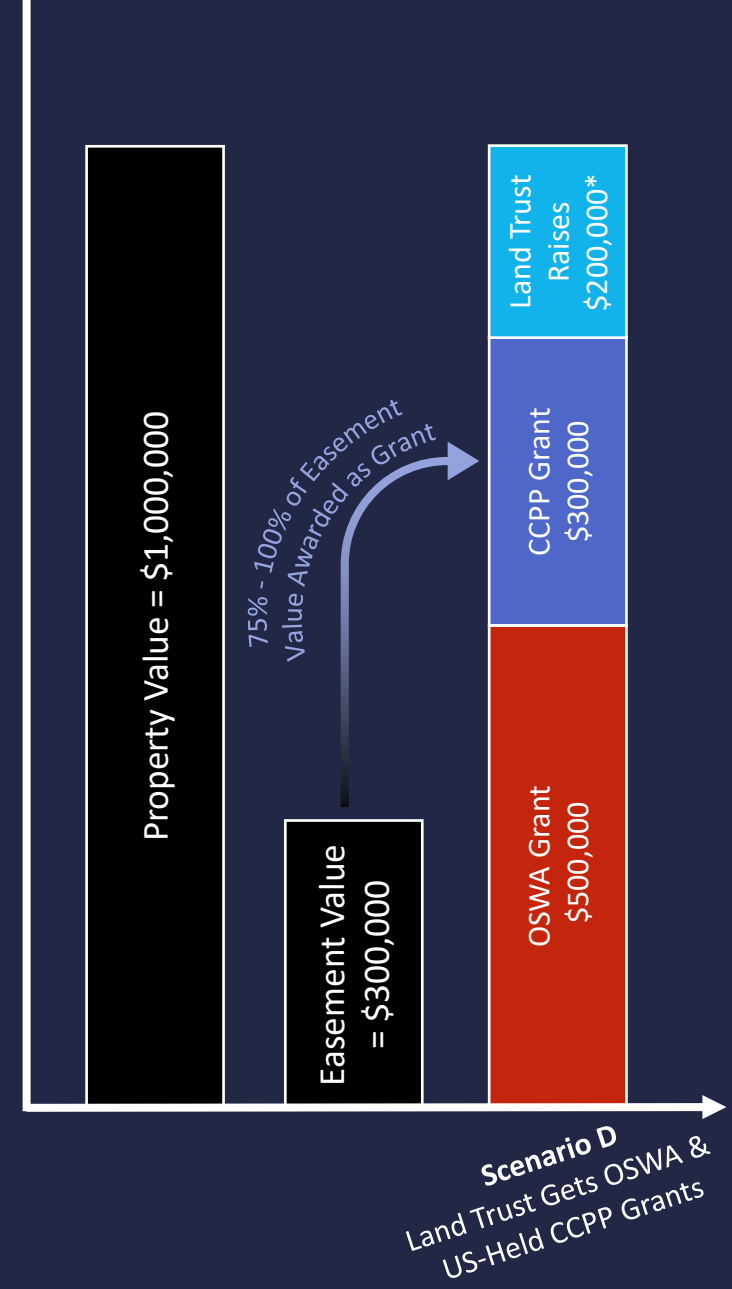 Property Value = $1,000,000
Easement Value
= $300,000
75% - 100% of Easement
Value Awarded as Grant
Land Trust
Raises
$200,000*
CCPP Grant
$300,000
OSWA Grant
$500,000
Scenario D
Land Trust Gets OSWA &
US-Held CCPP Grants